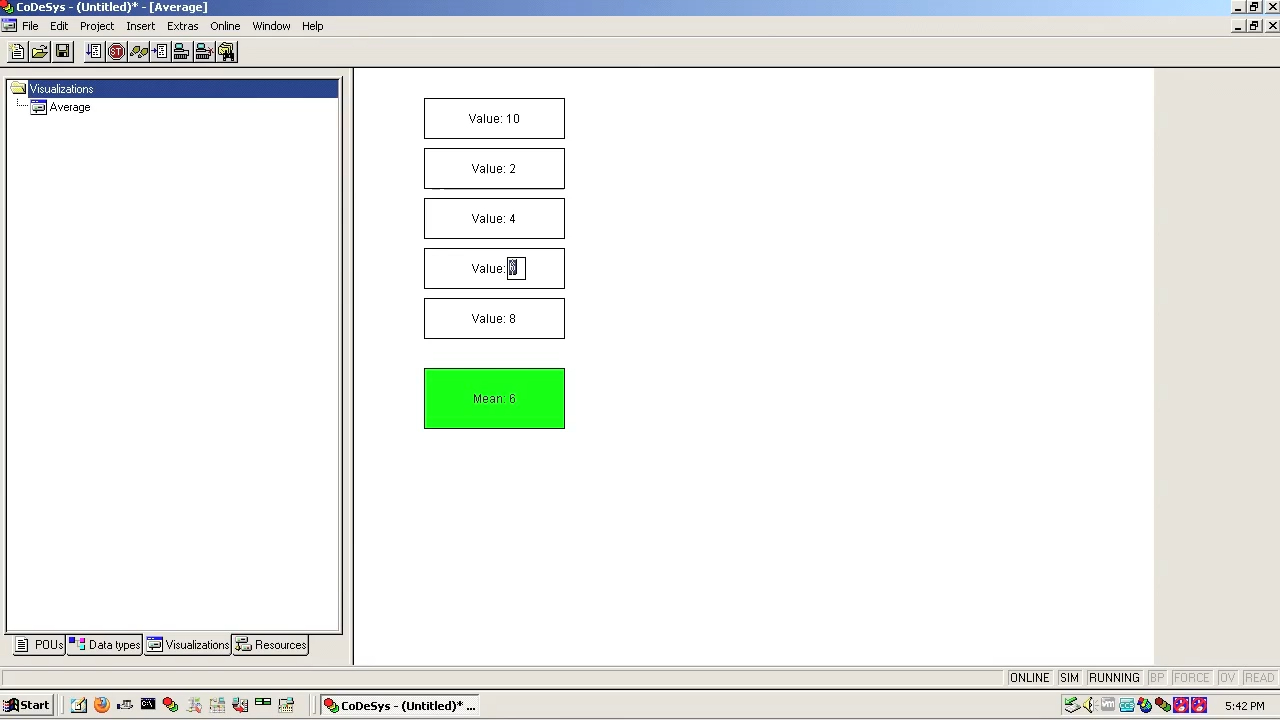 CoDeSys - (Untitled)* - [Average]
File Edit Project Insert Extras Online Window Help
Visualizations
Average
Value: 10
Value: 2
Value: 4
Value:
Value: 8
Mean: 6
POUs Data types Visualizations Resources
ONLINE SIM RUNNING BP FORCE OV READ
Start CoDeSys - (Untitled)* ... 5:42 PM